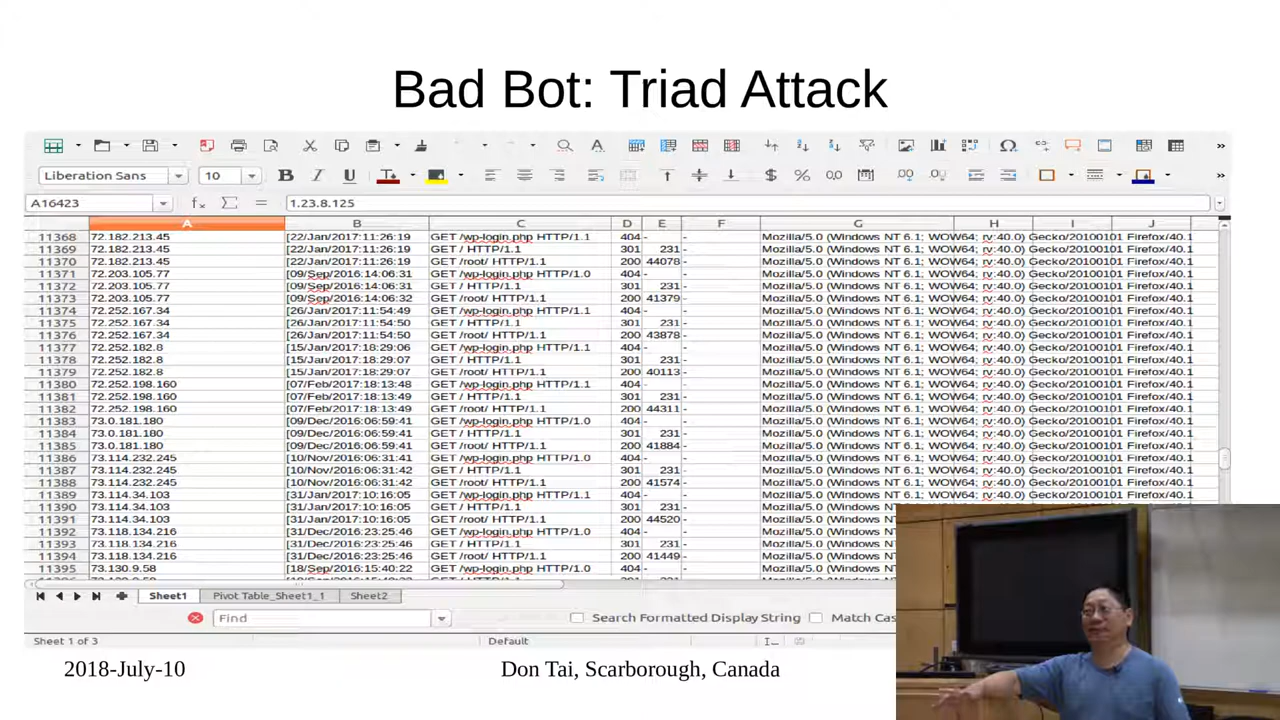 Bad Bot: Triad Attack
Liberation Sans 10
A16423 1.23.8.125
A B C D E F G H I J
11368 72.182.213.45 [22/Jan/2017:11:26:19 GET /wp-login.php HTTP/1.1 404 - - Mozilla/5.0 (Windows NT 6.1; WOW64; rv:40.0) Gecko/20100101 Firefox/40.1
11369 72.182.213.45 [22/Jan/2017:11:26:19 GET / HTTP/1.1 301 231 - Mozilla/5.0 (Windows NT 6.1; WOW64; rv:40.0) Gecko/20100101 Firefox/40.1
11370 72.182.213.45 [22/Jan/2017:11:26:19 GET /root/ HTTP/1.1 200 44078 - Mozilla/5.0 (Windows NT 6.1; WOW64; rv:40.0) Gecko/20100101 Firefox/40.1
11371 72.203.105.77 [09/Sep/2016:14:06:31 GET /wp-login.php HTTP/1.0 404 - - Mozilla/5.0 (Windows NT 6.1; WOW64; rv:40.0) Gecko/20100101 Firefox/40.1
11372 72.203.105.77 [09/Sep/2016:14:06:31 GET / HTTP/1.1 301 231 - Mozilla/5.0 (Windows NT 6.1; WOW64; rv:40.0) Gecko/20100101 Firefox/40.1
11373 72.203.105.77 [09/Sep/2016:14:06:32 GET /root/ HTTP/1.1 200 41379 - Mozilla/5.0 (Windows NT 6.1; WOW64; rv:40.0) Gecko/20100101 Firefox/40.1
11374 72.252.167.34 [26/Jan/2017:11:54:49 GET /wp-login.php HTTP/1.1 404 - - Mozilla/5.0 (Windows NT 6.1; WOW64; rv:40.0) Gecko/20100101 Firefox/40.1
11375 72.252.167.34 [26/Jan/2017:11:54:50 GET / HTTP/1.1 301 231 - Mozilla/5.0 (Windows NT 6.1; WOW64; rv:40.0) Gecko/20100101 Firefox/40.1
11376 72.252.167.34 [26/Jan/2017:11:54:50 GET /root/ HTTP/1.1 200 43878 - Mozilla/5.0 (Windows NT 6.1; WOW64; rv:40.0) Gecko/20100101 Firefox/40.1
11377 72.252.182.8 [15/Jan/2017:18:29:06 GET /wp-login.php HTTP/1.1 404 - - Mozilla/5.0 (Windows NT 6.1; WOW64; rv:40.0) Gecko/20100101 Firefox/40.1
11378 72.252.182.8 [15/Jan/2017:18:29:07 GET / HTTP/1.1 301 231 - Mozilla/5.0 (Windows NT 6.1; WOW64; rv:40.0) Gecko/20100101 Firefox/40.1
11379 72.252.182.8 [15/Jan/2017:18:29:07 GET /root/ HTTP/1.1 200 40113 - Mozilla/5.0 (Windows NT 6.1; WOW64; rv:40.0) Gecko/20100101 Firefox/40.1
11380 72.252.198.160 [07/Feb/2017:18:13:48 GET /wp-login.php HTTP/1.1 404 - - Mozilla/5.0 (Windows NT 6.1; WOW64; rv:40.0) Gecko/20100101 Firefox/40.1
11381 72.252.198.160 [07/Feb/2017:18:13:49 GET / HTTP/1.1 301 231 - Mozilla/5.0 (Windows NT 6.1; WOW64; rv:40.0) Gecko/20100101 Firefox/40.1
11382 72.252.198.160 [07/Feb/2017:18:13:49 GET /root/ HTTP/1.1 200 44311 - Mozilla/5.0 (Windows NT 6.1; WOW64; rv:40.0) Gecko/20100101 Firefox/40.1
11383 73.0.181.180 [09/Dec/2016:06:59:41 GET /wp-login.php HTTP/1.0 404 - - Mozilla/5.0 (Windows NT 6.1; WOW64; rv:40.0) Gecko/20100101 Firefox/40.1
11384 73.0.181.180 [09/Dec/2016:06:59:41 GET / HTTP/1.1 301 231 - Mozilla/5.0 (Windows NT 6.1; WOW64; rv:40.0) Gecko/20100101 Firefox/40.1
11385 73.0.181.180 [09/Dec/2016:06:59:41 GET /root/ HTTP/1.1 200 41884 - Mozilla/5.0 (Windows NT 6.1; WOW64; rv:40.0) Gecko/20100101 Firefox/40.1
11386 73.114.232.245 [10/Nov/2016:06:31:41 GET /wp-login.php HTTP/1.0 404 - - Mozilla/5.0 (Windows NT 6.1; WOW64; rv:40.0) Gecko/20100101 Firefox/40.1
11387 73.114.232.245 [10/Nov/2016:06:31:42 GET / HTTP/1.1 301 231 - Mozilla/5.0 (Windows NT 6.1; WOW64; rv:40.0) Gecko/20100101 Firefox/40.1
11388 73.114.232.245 [10/Nov/2016:06:31:42 GET /root/ HTTP/1.1 200 41574 - Mozilla/5.0 (Windows NT 6.1; WOW64; rv:40.0) Gecko/20100101 Firefox/40.1
11389 73.114.34.103 [31/Jan/2017:10:16:05 GET /wp-login.php HTTP/1.1 404 - - Mozilla/5.0 (Windows NT 6.1; WOW64; rv:40.0) Gecko/20100101 Firefox/40.1
11390 73.114.34.103 [31/Jan/2017:10:16:05 GET / HTTP/1.1 301 231 - Mozilla/5.0 (Windows NT 6.1;
11391 73.114.34.103 [31/Jan/2017:10:16:05 GET /root/ HTTP/1.1 200 44520 - Mozilla/5.0 (Windows NT 6.1;
11392 73.118.134.216 [31/Dec/2016:23:25:46 GET /wp-login.php HTTP/1.0 404 - - Mozilla/5.0 (Windows NT 6.1;
11393 73.118.134.216 [31/Dec/2016:23:25:46 GET / HTTP/1.1 301 231 - Mozilla/5.0 (Windows NT 6.1;
11394 73.118.134.216 [31/Dec/2016:23:25:46 GET /root/ HTTP/1.1 200 41449 - Mozilla/5.0 (Windows NT 6.1;
11395 73.130.9.58 [18/Sep/2016:15:40:22 GET /wp-login.php HTTP/1.0 404 - - Mozilla/5.0 (Windows NT 6.1;
Sheet1 Pivot Table_Sheet1_1 Sheet2
Find Search Formatted Display String Match Cas
Sheet 1 of 3 Default
2018-July-10 Don Tai, Scarborough, Canada